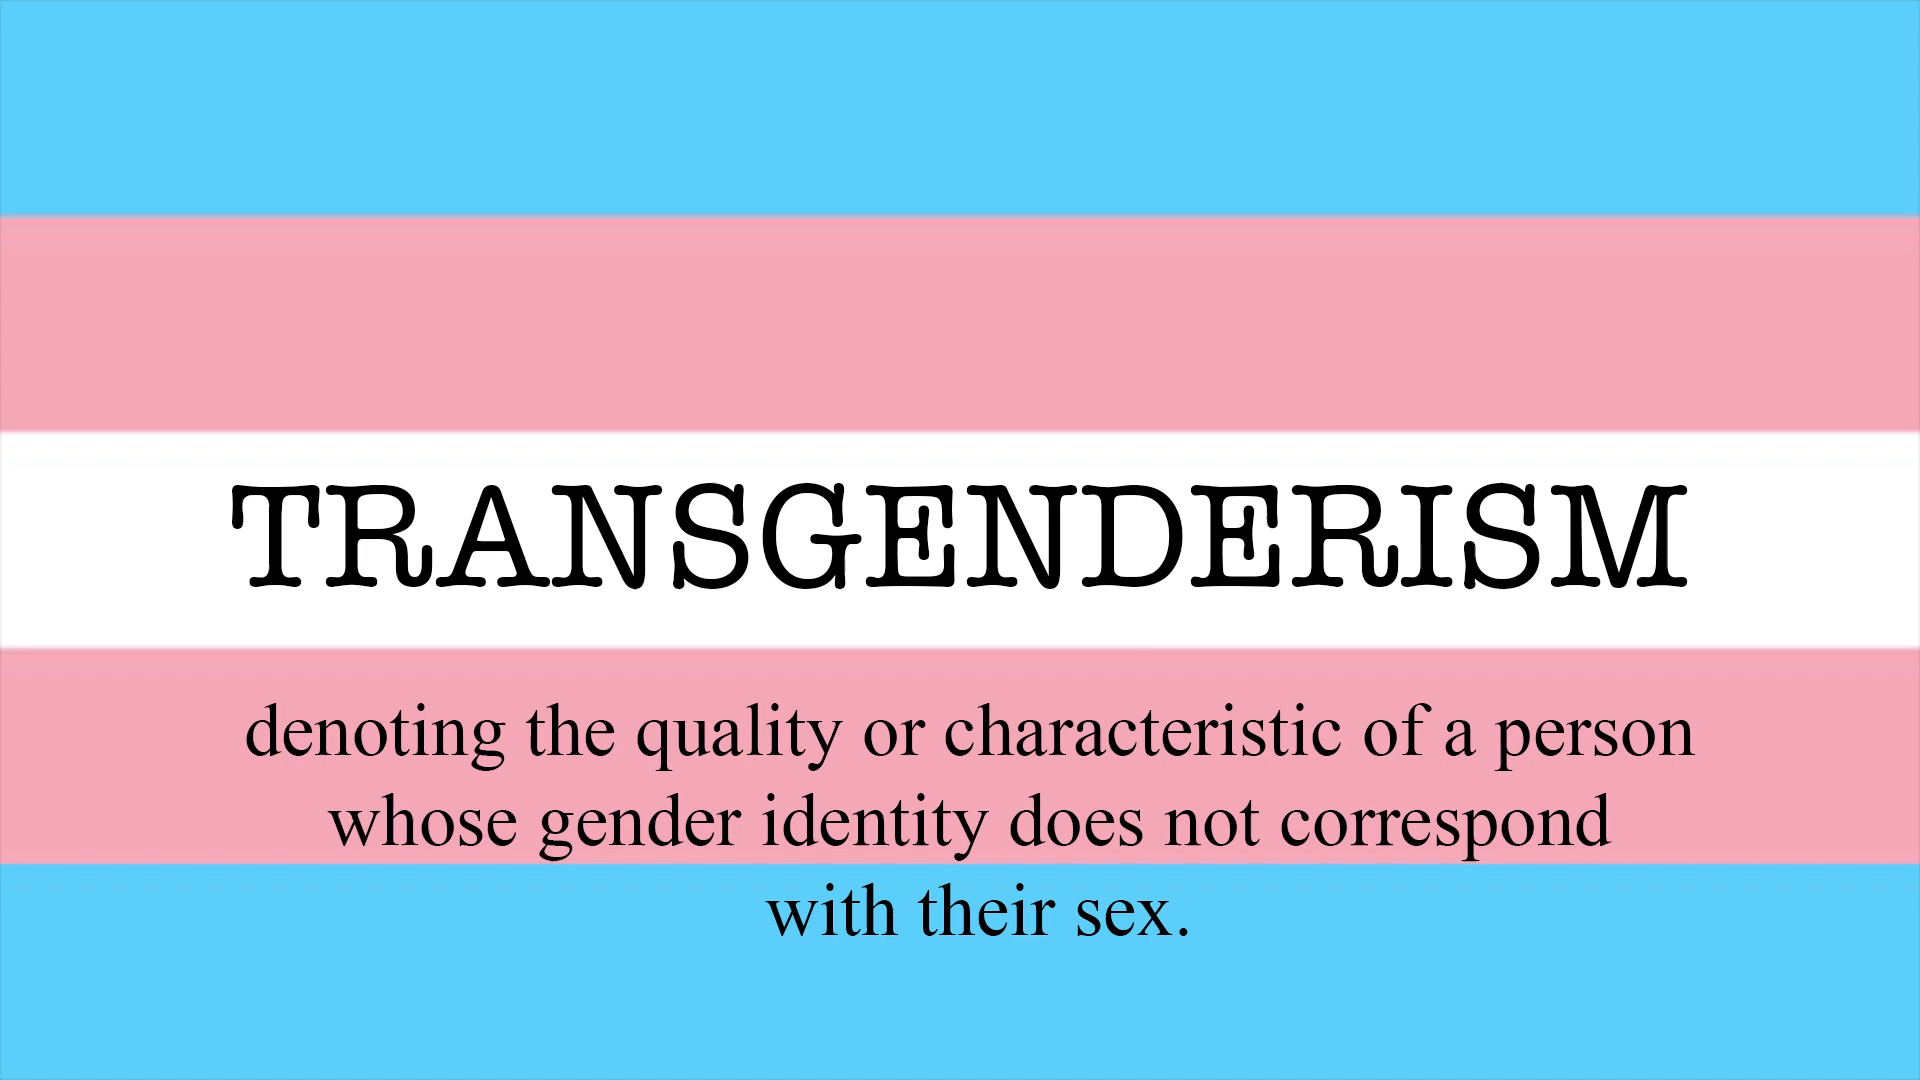 TRANSGENDERISM
denoting the quality or characteristic of a person
whose gender identity does not correspond
with their sex.